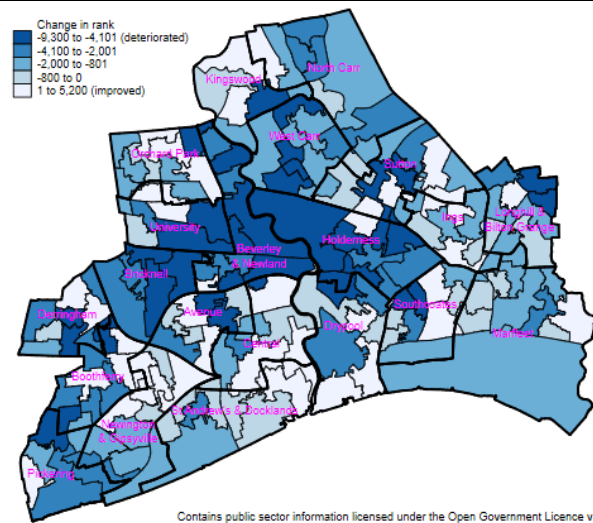 Change in rank
-9,300 to -4,101 (deteriorated)
-4,100 to -2,001
-2,000 to -801
-800 to 0
1 to 5,200 (improved)
Kingswood
North Carr
West Carr
Orchard Park
Sutton
Ings
Longhill &
Bilton Grange
University
Holderness
Beverley
& Newland
Bricknell
Derringham
Avenue
Southcoates
Marfleet
Drypool
Central
Boothferry
St Andrew's & Docklands
Newington
& Gipsyville
Pickering
Contains public sector information licensed under the Open Government Licence v